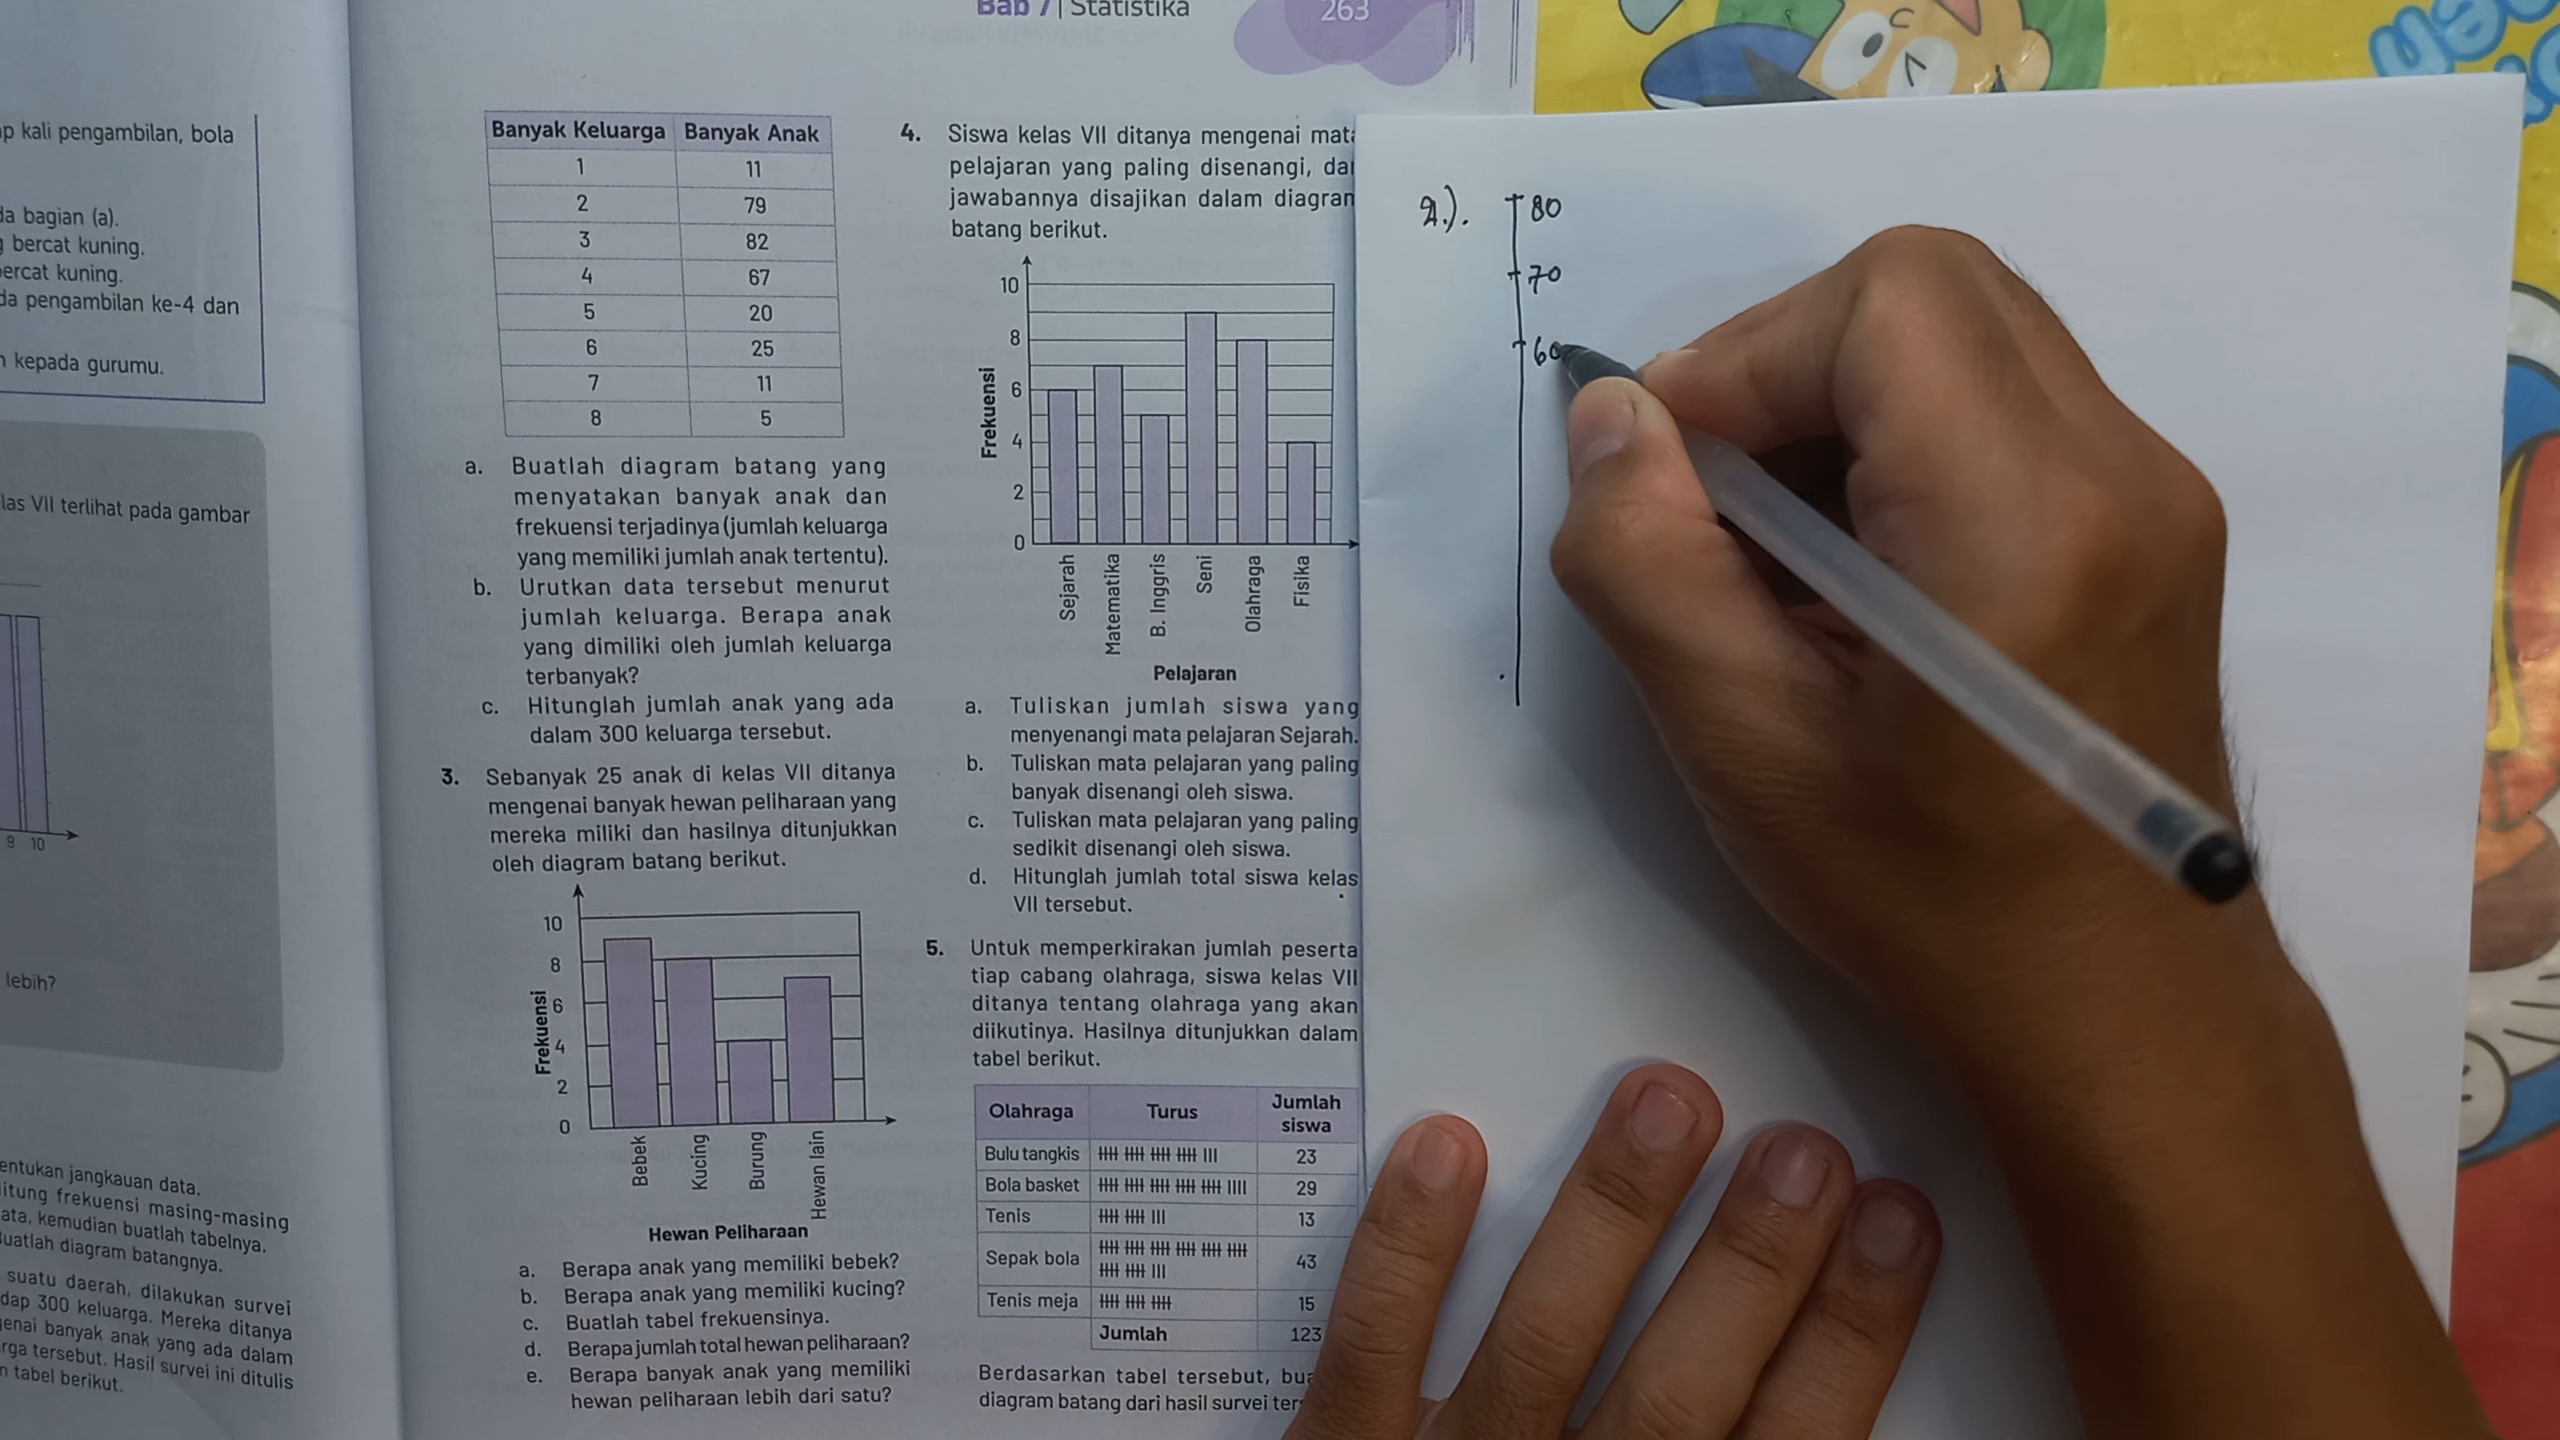 Bab 7 | Statistika
263
p kali pengambilan, bola
da bagian (a).
bercat kuning.
ercat kuning.
da pengambilan ke-4 dan
kepada gurumu.
las VII terlihat pada gambar
9 10
lebih?
entukan jangkauan data.
itung frekuensi masing-masing
ata, kemudian buatlah tabelnya.
uatlah diagram batangnya.
suatu daerah, dilakukan survei
dap 300 keluarga. Mereka ditanya
enai banyak anak yang ada dalam
rga tersebut. Hasil survei ini ditulis
tabel berikut.
Banyak Keluarga Banyak Anak
1 11
2 79
3 82
4 67
5 20
6 25
7 11
8 5
a. Buatlah diagram batang yang
menyatakan banyak anak dan
frekuensi terjadinya (jumlah keluarga
yang memiliki jumlah anak tertentu).
b. Urutkan data tersebut menurut
jumlah keluarga. Berapa anak
yang dimiliki oleh jumlah keluarga
terbanyak?
c. Hitunglah jumlah anak yang ada
dalam 300 keluarga tersebut.
3. Sebanyak 25 anak di kelas VII ditanya
mengenai banyak hewan peliharaan yang
mereka miliki dan hasilnya ditunjukkan
oleh diagram batang berikut.
10
8
6
4
2
0
Frekuensi
Bebek
Kucing
Burung
Hewan lain
Hewan Peliharaan
a. Berapa anak yang memiliki bebek?
b. Berapa anak yang memiliki kucing?
c. Buatlah tabel frekuensinya.
d. Berapa jumlah total hewan peliharaan?
e. Berapa banyak anak yang memiliki
hewan peliharaan lebih dari satu?
4. Siswa kelas VII ditanya mengenai mata
pelajaran yang paling disenangi, dan
jawabannya disajikan dalam diagram
batang berikut.
10
8
6
4
2
0
Frekuensi
Sejarah
Matematika
B. Inggris
Seni
Olahraga
Fisika
Pelajaran
a. Tuliskan jumlah siswa yang
menyenangi mata pelajaran Sejarah.
b. Tuliskan mata pelajaran yang paling
banyak disenangi oleh siswa.
c. Tuliskan mata pelajaran yang paling
sedikit disenangi oleh siswa.
d. Hitunglah jumlah total siswa kelas
VII tersebut.
5. Untuk memperkirakan jumlah peserta
tiap cabang olahraga, siswa kelas VII
ditanya tentang olahraga yang akan
diikutinya. Hasilnya ditunjukkan dalam
tabel berikut.
Olahraga Turus Jumlah
siswa
Bulu tangkis 23
Bola basket 29
Tenis 13
Sepak bola 43
Tenis meja 15
Jumlah 123
Berdasarkan tabel tersebut, bua
diagram batang dari hasil survei ter
2.). 80
70
60